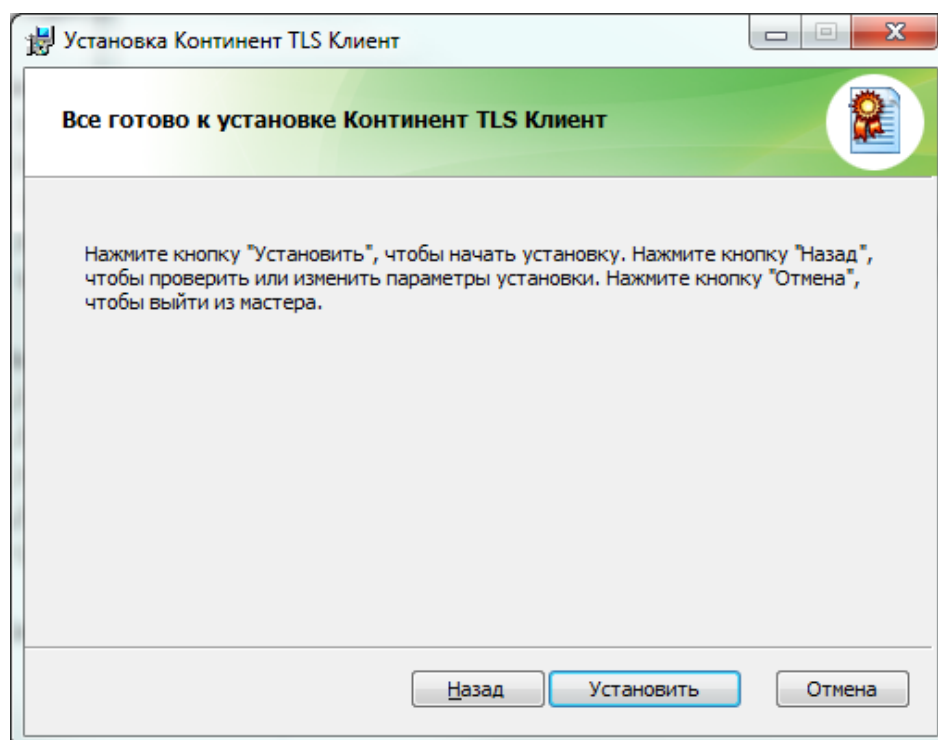 Установка Континент TLS Клиент
Все готово к установке Континент TLS Клиент
Нажмите кнопку "Установить", чтобы начать установку. Нажмите кнопку "Назад",
чтобы проверить или изменить параметры установки. Нажмите кнопку "Отмена",
чтобы выйти из мастера.
Назад
Установить
Отмена